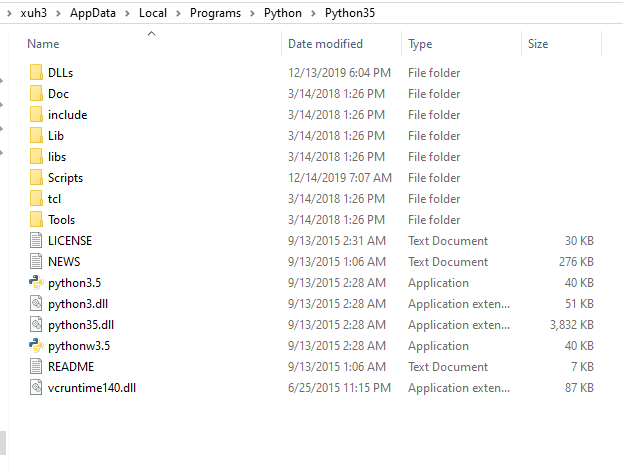 xuh3 > AppData > Local > Programs > Python > Python35
Name Date modified Type Size
DLLs 12/13/2019 6:04 PM File folder
Doc 3/14/2018 1:26 PM File folder
include 3/14/2018 1:26 PM File folder
Lib 3/14/2018 1:26 PM File folder
libs 3/14/2018 1:26 PM File folder
Scripts 12/14/2019 7:07 AM File folder
tcl 3/14/2018 1:26 PM File folder
Tools 3/14/2018 1:26 PM File folder
LICENSE 9/13/2015 2:31 AM Text Document 30 KB
NEWS 9/13/2015 1:06 AM Text Document 276 KB
python3.5 9/13/2015 2:28 AM Application 40 KB
python3.dll 9/13/2015 2:28 AM Application exten... 51 KB
python35.dll 9/13/2015 2:28 AM Application exten... 3,832 KB
pythonw3.5 9/13/2015 2:28 AM Application 40 KB
README 9/13/2015 1:06 AM Text Document 7 KB
vcruntime140.dll 6/25/2015 11:15 PM Application exten... 87 KB